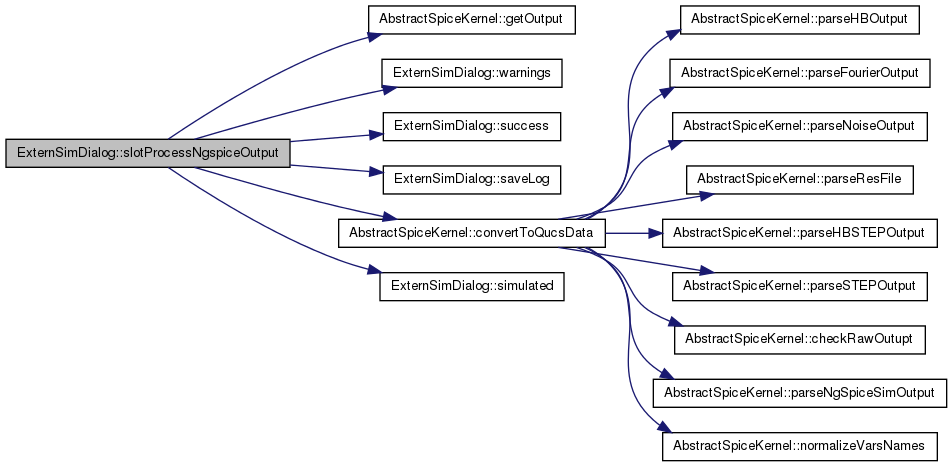 ExternSimDialog::slotProcessNgspiceOutput
AbstractSpiceKernel::getOutput
ExternSimDialog::warnings
ExternSimDialog::success
ExternSimDialog::saveLog
AbstractSpiceKernel::convertToQucsData
ExternSimDialog::simulated
AbstractSpiceKernel::parseHBOutput
AbstractSpiceKernel::parseFourierOutput
AbstractSpiceKernel::parseNoiseOutput
AbstractSpiceKernel::parseResFile
AbstractSpiceKernel::parseHBSTEPOutput
AbstractSpiceKernel::parseSTEPOutput
AbstractSpiceKernel::checkRawOutupt
AbstractSpiceKernel::parseNgSpiceSimOutput
AbstractSpiceKernel::normalizeVarsNames